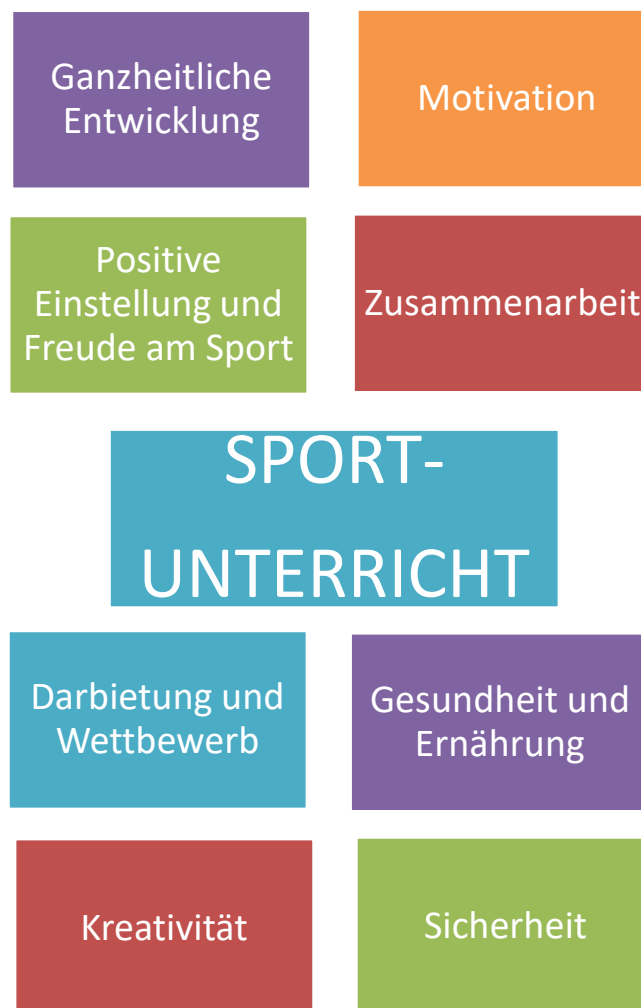 Ganzheitliche
Entwicklung
Motivation
Positive
Einstellung und
Freude am Sport
Zusammenarbeit
SPORT-
UNTERRICHT
Darbietung und
Wettbewerb
Gesundheit und
Ernährung
Kreativität
Sicherheit